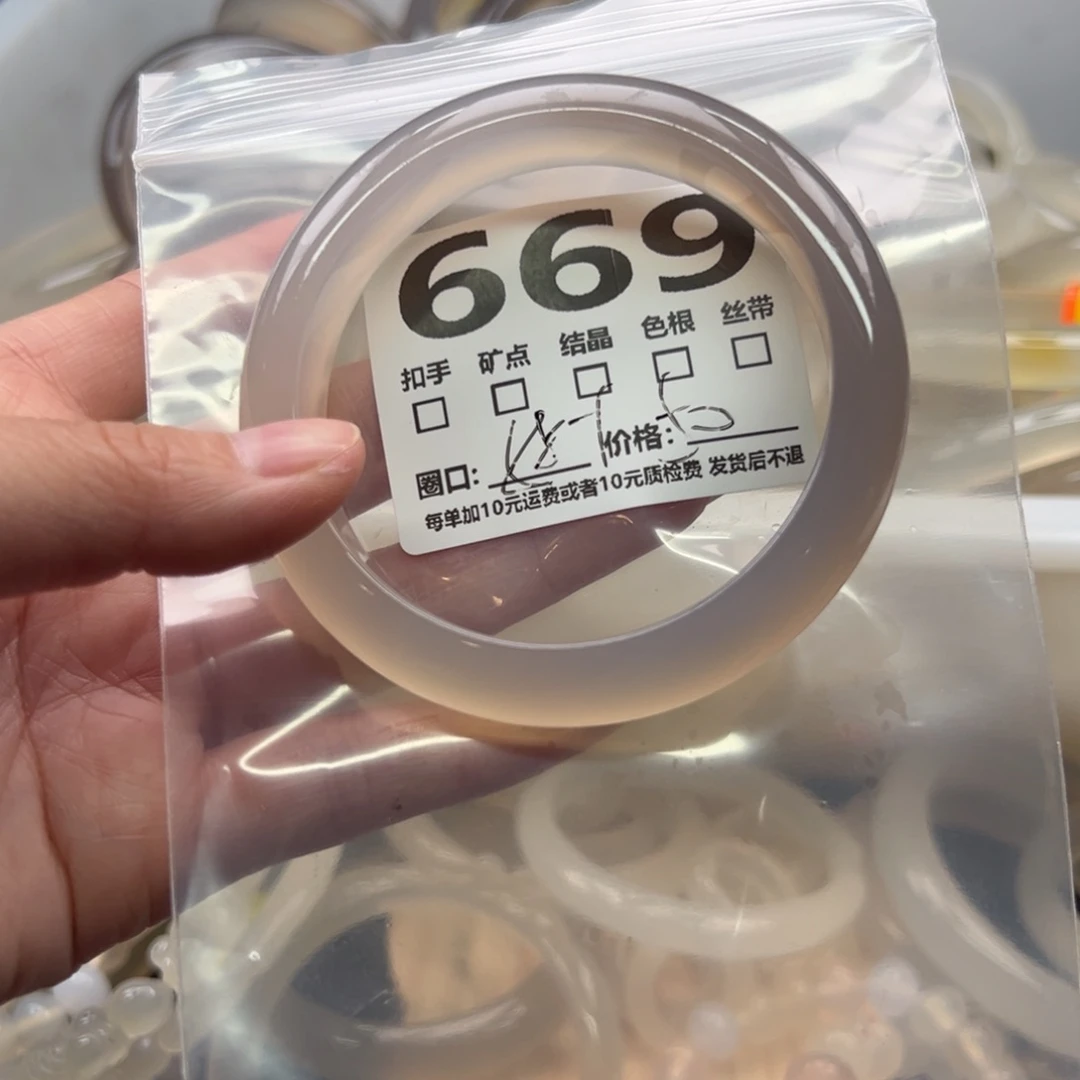 669
扣手 矿点 结晶 色根 丝带
圈口: 价格:
每单加10元运费或者10元质检费 发货后不退